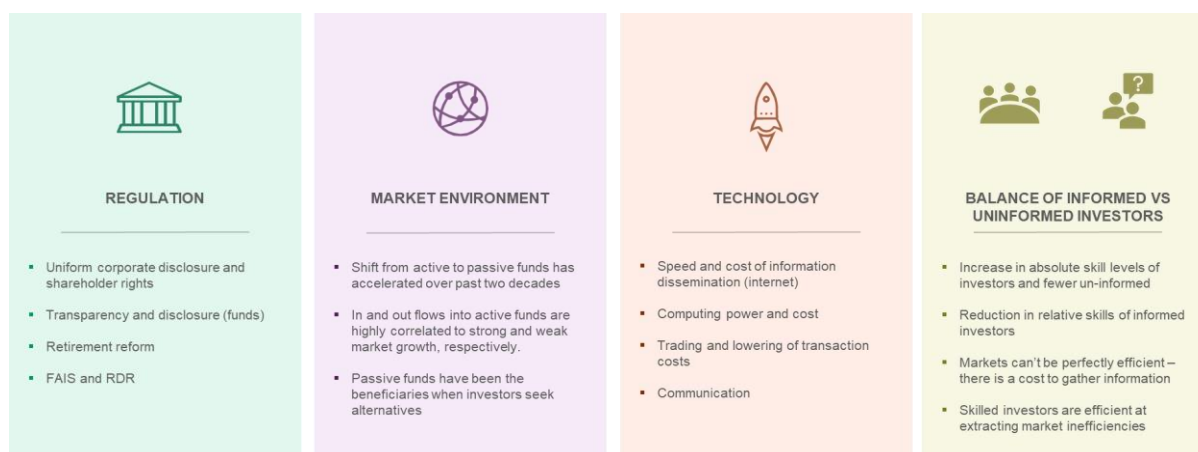 ?
REGULATION
▪ Uniform corporate disclosure and
shareholder rights
▪ Transparency and disclosure (funds)
▪ Retirement reform
▪ FAIS and RDR
MARKET ENVIRONMENT
▪ Shift from active to passive funds has
accelerated over past two decades
▪ In and out flows into active funds are
highly correlated to strong and weak
market growth, respectively.
▪ Passive funds have been the
beneficiaries when investors seek
alternatives
TECHNOLOGY
▪ Speed and cost of information
dissemination (internet)
▪ Computing power and cost
▪ Trading and lowering of transaction
costs
▪ Communication
BALANCE OF INFORMED VS
UNINFORMED INVESTORS
▪ Increase in absolute skill levels of
investors and fewer un-informed
▪ Reduction in relative skills of informed
investors
▪ Markets can't be perfectly efficient –
there is a cost to gather information
▪ Skilled investors are efficient at
extracting market inefficiencies